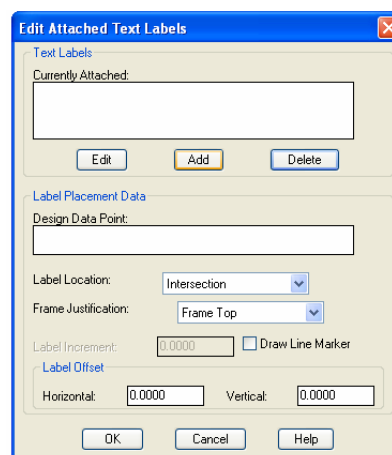 Edit Attached Text Labels
Text Labels
Currently Attached:
Edit Add Delete
Label Placement Data
Design Data Point:
Label Location: Intersection
Frame Justification: Frame Top
Label Increment: 0.0000 Draw Line Marker
Label Offset
Horizontal: 0.0000 Vertical: 0.0000
OK Cancel Help